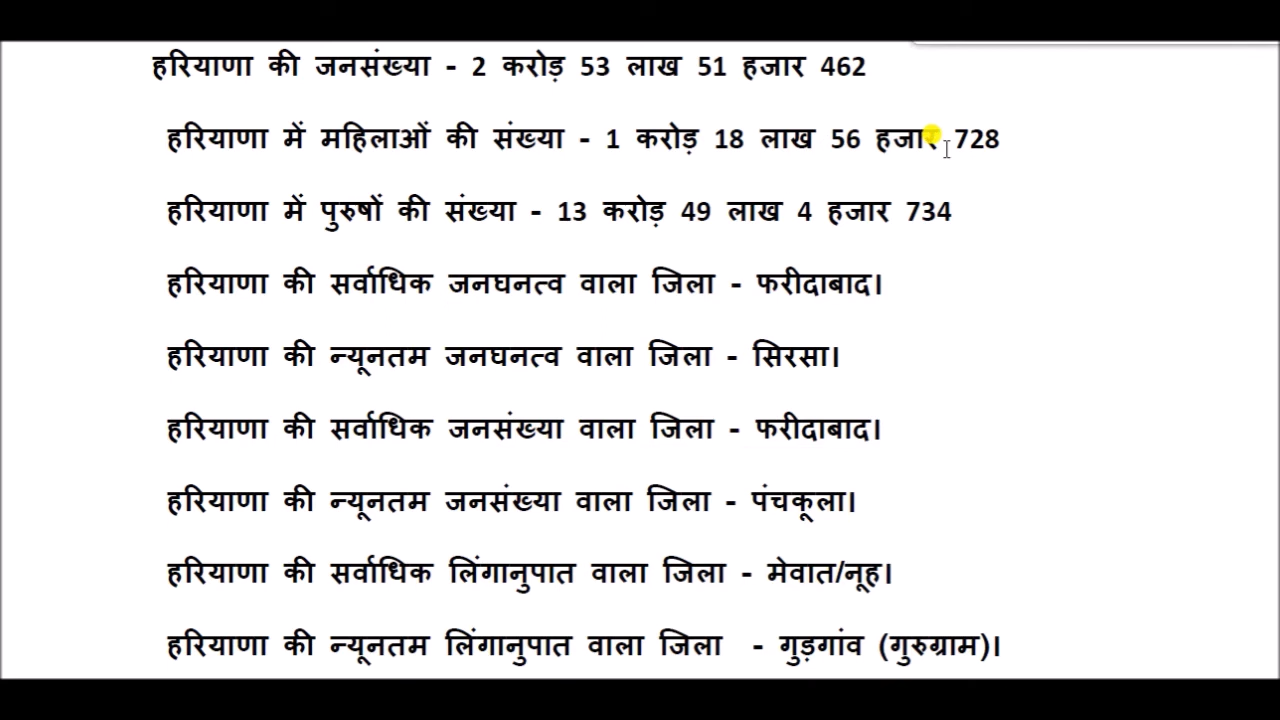 हरियाणा की जनसंख्या - 2 करोड़ 53 लाख 51 हजार 462
हरियाणा में महिलाओं की संख्या - 1 करोड़ 18 लाख 56 हजार 728
हरियाणा में पुरुषों की संख्या - 13 करोड़ 49 लाख 4 हजार 734
हरियाणा की सर्वाधिक जनघनत्व वाला जिला - फरीदाबाद।
हरियाणा की न्यूनतम जनघनत्व वाला जिला - सिरसा।
हरियाणा की सर्वाधिक जनसंख्या वाला जिला - फरीदाबाद।
हरियाणा की न्यूनतम जनसंख्या वाला जिला - पंचकूला।
हरियाणा की सर्वाधिक लिंगानुपात वाला जिला - मेवात/नूह।
हरियाणा की न्यूनतम लिंगानुपात वाला जिला - गुड़गांव (गुरुग्राम)।